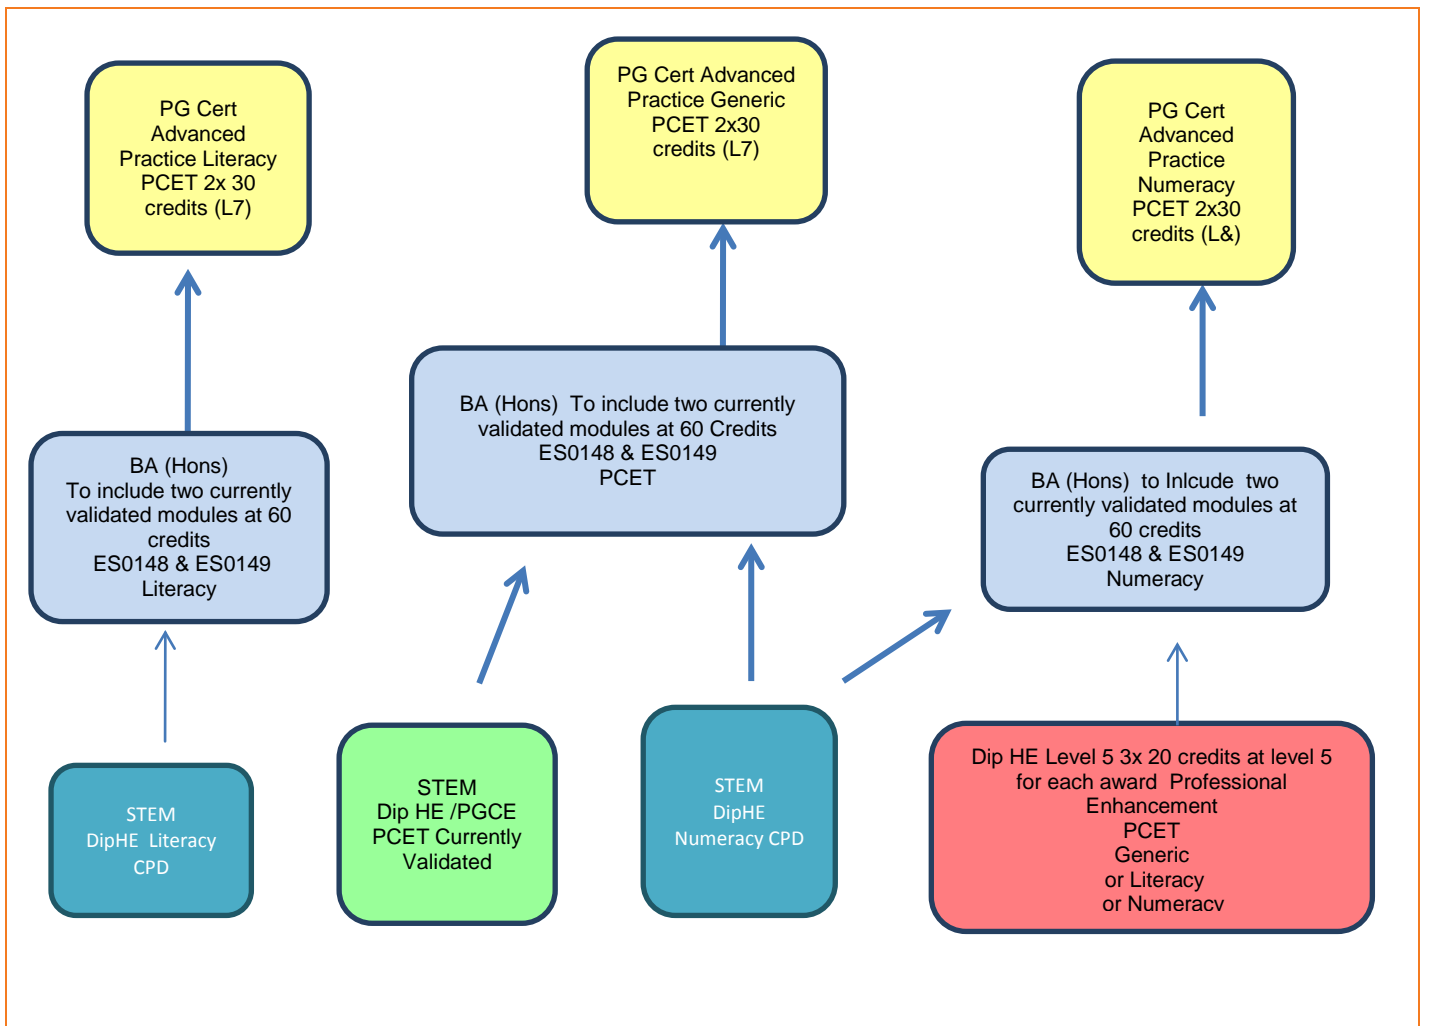 PG Cert
Advanced
Practice Literacy
PCET 2x 30
credits (L7)
PG Cert Advanced
Practice Generic
PCET 2x30
credits (L7)
PG Cert
Advanced
Practice
Numeracy
PCET 2x30
credits (L&)
BA (Hons)
To include two currently
validated modules at 60
credits
ES0148 & ES0149
Literacy
BA (Hons)  To include two currently
validated modules at 60 Credits
ES0148 & ES0149
PCET
BA (Hons)  to Inlcude  two
currently validated modules at
60 credits
ES0148 & ES0149
Numeracy
STEM
DipHE  Literacy
CPD
STEM
Dip HE /PGCE
PCET Currently
Validated
STEM
DipHE
Numeracy CPD
Dip HE Level 5 3x 20 credits at level 5
for each award  Professional
Enhancement
PCET
Generic
or Literacy
or Numeracy